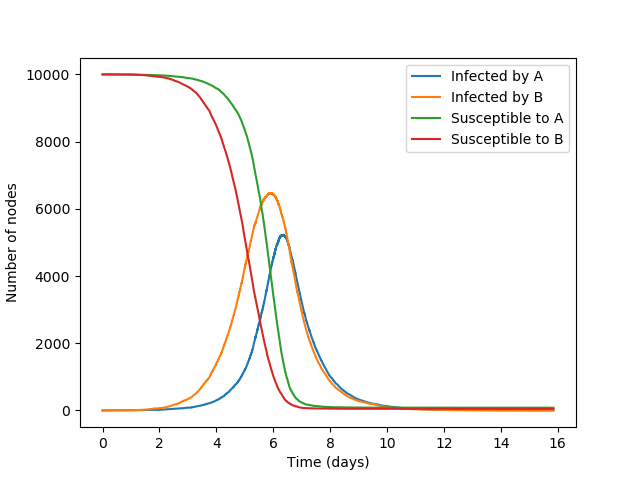 Infected by A
Infected by B
Susceptible to A
Susceptible to B
Number of nodes
10000
8000
6000
4000
2000
0
0 2 4 6 8 10 12 14 16
Time (days)